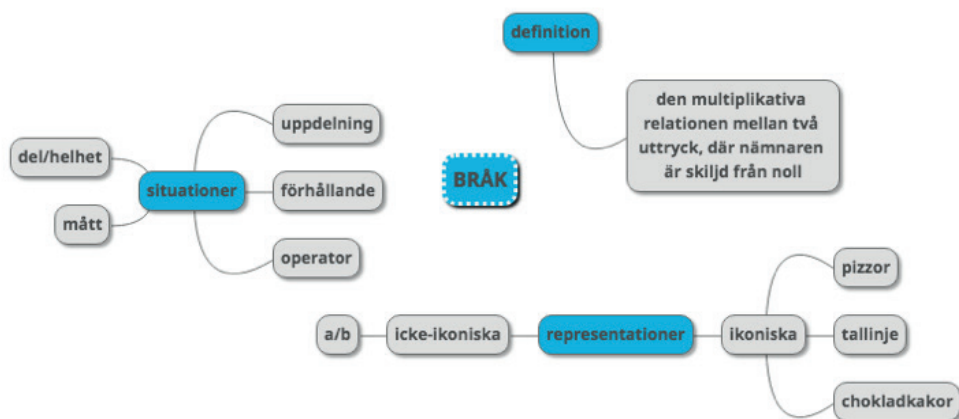 definition
den multiplikativa
relationen mellan två
uttryck, där nämnaren
är skiljd från noll
uppdelning
del/helhet
situationer
förhållande
BRÅK
mått
operator
pizzor
a/b
icke-ikoniska
representationer
ikoniska
tallinje
chokladkakor